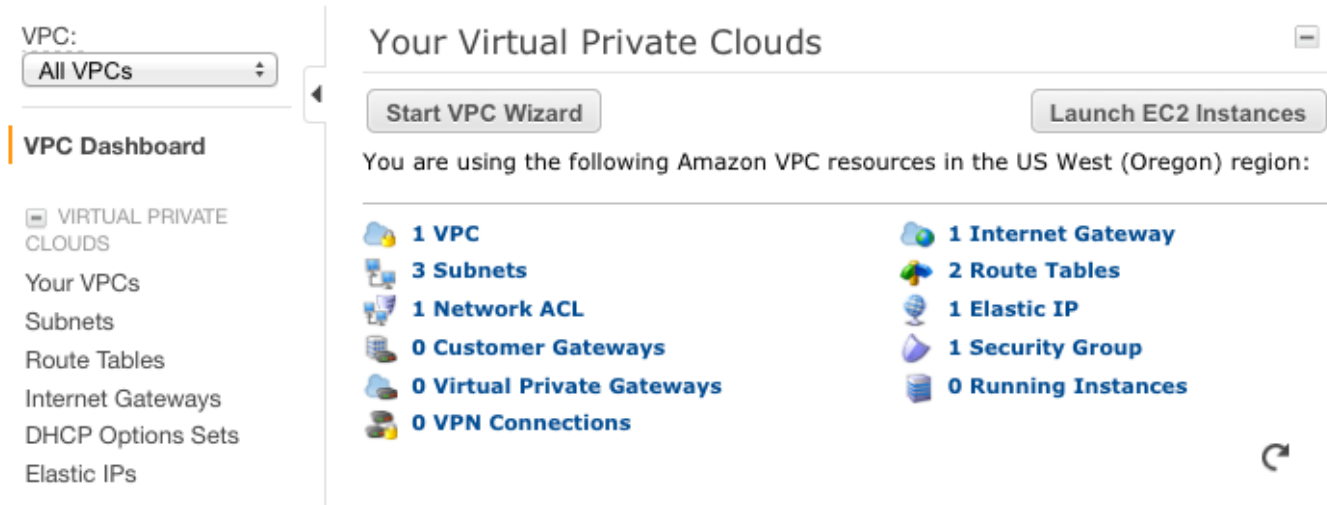 VPC:
All VPCs
VPC Dashboard
VIRTUAL PRIVATE
CLOUDS
Your VPCs
Subnets
Route Tables
Internet Gateways
DHCP Options Sets
Elastic IPs
Your Virtual Private Clouds
Start VPC Wizard
Launch EC2 Instances
You are using the following Amazon VPC resources in the US West (Oregon) region:
1 VPC
3 Subnets
1 Network ACL
0 Customer Gateways
0 Virtual Private Gateways
0 VPN Connections
1 Internet Gateway
2 Route Tables
1 Elastic IP
1 Security Group
0 Running Instances